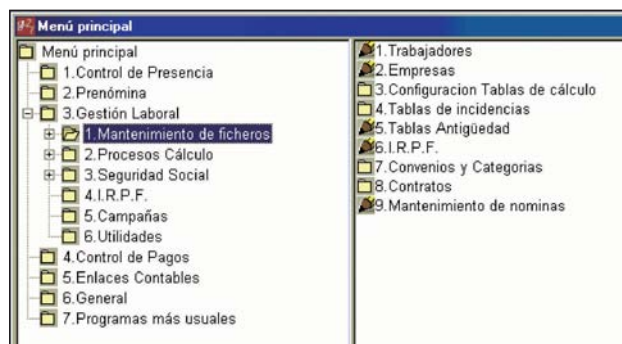 Menú principal
Menú principal
1.Control de Presencia
2.Prenómina
3.Gestión Laboral
1.Mantenimiento de ficheros
2.Procesos Cálculo
3.Seguridad Social
4.I.R.P.F.
5.Campañas
6.Utilidades
4.Control de Pagos
5.Enlaces Contables
6.General
7.Programas más usuales
1.Trabajadores
2.Empresas
3.Configuracion Tablas de cálculo
4.Tablas de incidencias
5.Tablas Antigüedad
6.I.R.P.F.
7.Convenios y Categorias
8.Contratos
9.Mantenimiento de nominas